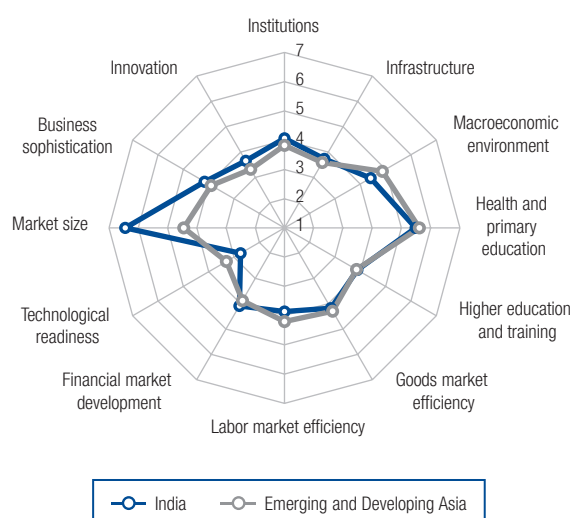 Institutions
7
6
5
4
3
2
1
Innovation
Infrastructure
Business
sophistication
Macroeconomic
environment
Market size
Health and
primary
education
Technological
readiness
Higher education
and training
Financial market
development
Goods market
efficiency
Labor market efficiency
India
Emerging and Developing Asia